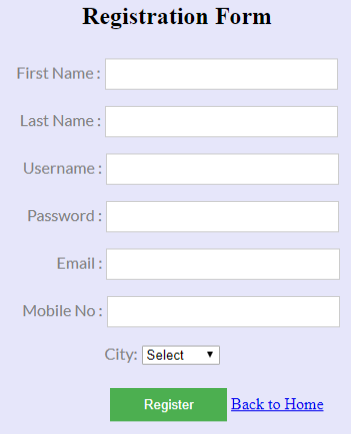 Registration Form
First Name :
Last Name :
Username :
Password :
Email :
Mobile No :
City: Select
Register Back to Home